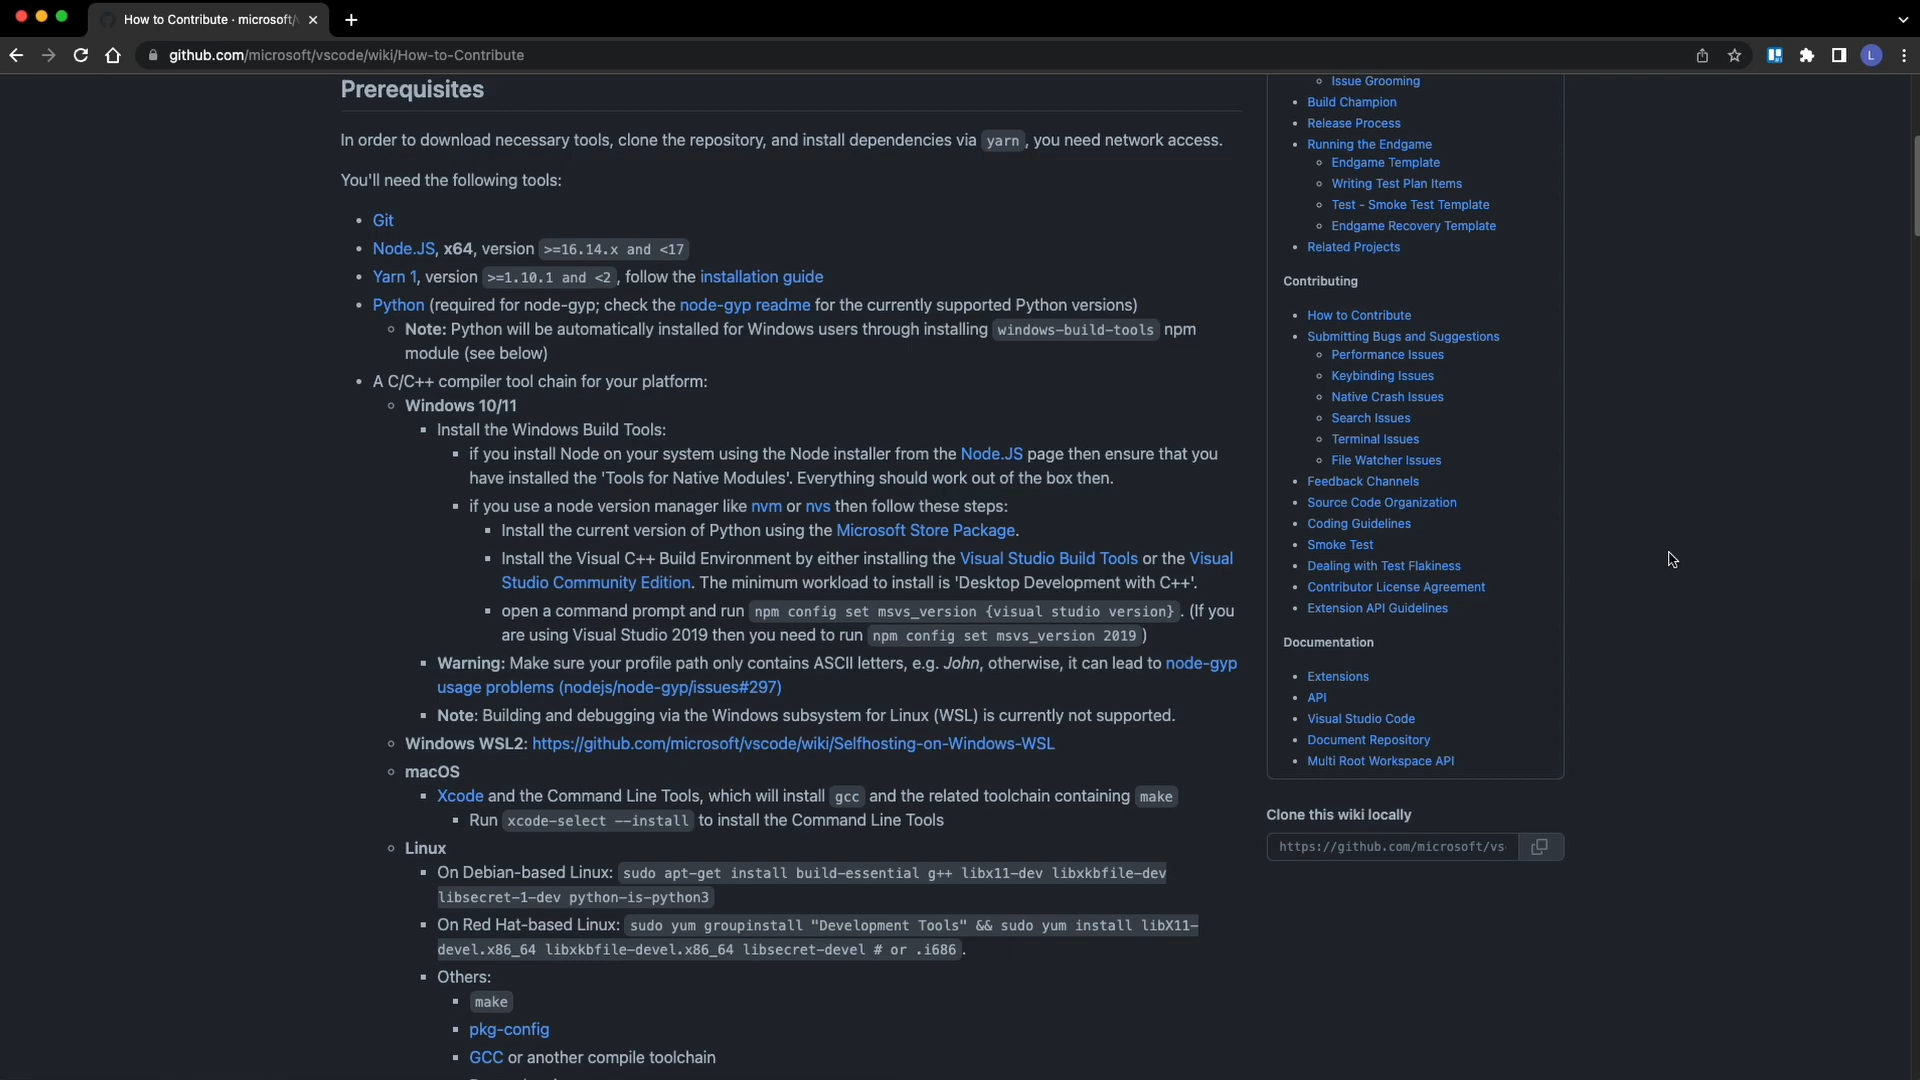 How to Contribute · microsoft/
github.com/microsoft/vscode/wiki/How-to-Contribute
L
Prerequisites
In order to download necessary tools, clone the repository, and install dependencies via yarn, you need network access.
You'll need the following tools:
Git
Node.JS, x64, version >=16.14.x and <17
Yarn 1, version >=1.10.1 and <2, follow the installation guide
Python (required for node-gyp; check the node-gyp readme for the currently supported Python versions)
Note: Python will be automatically installed for Windows users through installing windows-build-tools npm
module (see below)
A C/C++ compiler tool chain for your platform:
Windows 10/11
Install the Windows Build Tools:
if you install Node on your system using the Node installer from the Node.JS page then ensure that you
have installed the 'Tools for Native Modules'. Everything should work out of the box then.
if you use a node version manager like nvm or nvs then follow these steps:
Install the current version of Python using the Microsoft Store Package.
Install the Visual C++ Build Environment by either installing the Visual Studio Build Tools or the Visual
Studio Community Edition. The minimum workload to install is 'Desktop Development with C++'.
open a command prompt and run npm config set msvs_version {visual studio version}. (If you
are using Visual Studio 2019 then you need to run npm config set msvs_version 2019)
Warning: Make sure your profile path only contains ASCII letters, e.g. John, otherwise, it can lead to node-gyp
usage problems (nodejs/node-gyp/issues#297)
Note: Building and debugging via the Windows subsystem for Linux (WSL) is currently not supported.
Windows WSL2: https://github.com/microsoft/vscode/wiki/Selfhosting-on-Windows-WSL
macOS
Xcode and the Command Line Tools, which will install gcc and the related toolchain containing make
Run xcode-select --install to install the Command Line Tools
Linux
On Debian-based Linux: sudo apt-get install build-essential g++ libx11-dev libxkbfile-dev
libsecret-1-dev python-is-python3
On Red Hat-based Linux: sudo yum groupinstall "Development Tools" && sudo yum install libX11-
devel.x86_64 libxkbfile-devel.x86_64 libsecret-devel # or .i686.
Others:
make
pkg-config
GCC or another compile toolchain
Issue Grooming
Build Champion
Release Process
Running the Endgame
Endgame Template
Writing Test Plan Items
Test - Smoke Test Template
Endgame Recovery Template
Related Projects
Contributing
How to Contribute
Submitting Bugs and Suggestions
Performance Issues
Keybinding Issues
Native Crash Issues
Search Issues
Terminal Issues
File Watcher Issues
Feedback Channels
Source Code Organization
Coding Guidelines
Smoke Test
Dealing with Test Flakiness
Contributor License Agreement
Extension API Guidelines
Documentation
Extensions
API
Visual Studio Code
Document Repository
Multi Root Workspace API
Clone this wiki locally
https://github.com/microsoft/vs